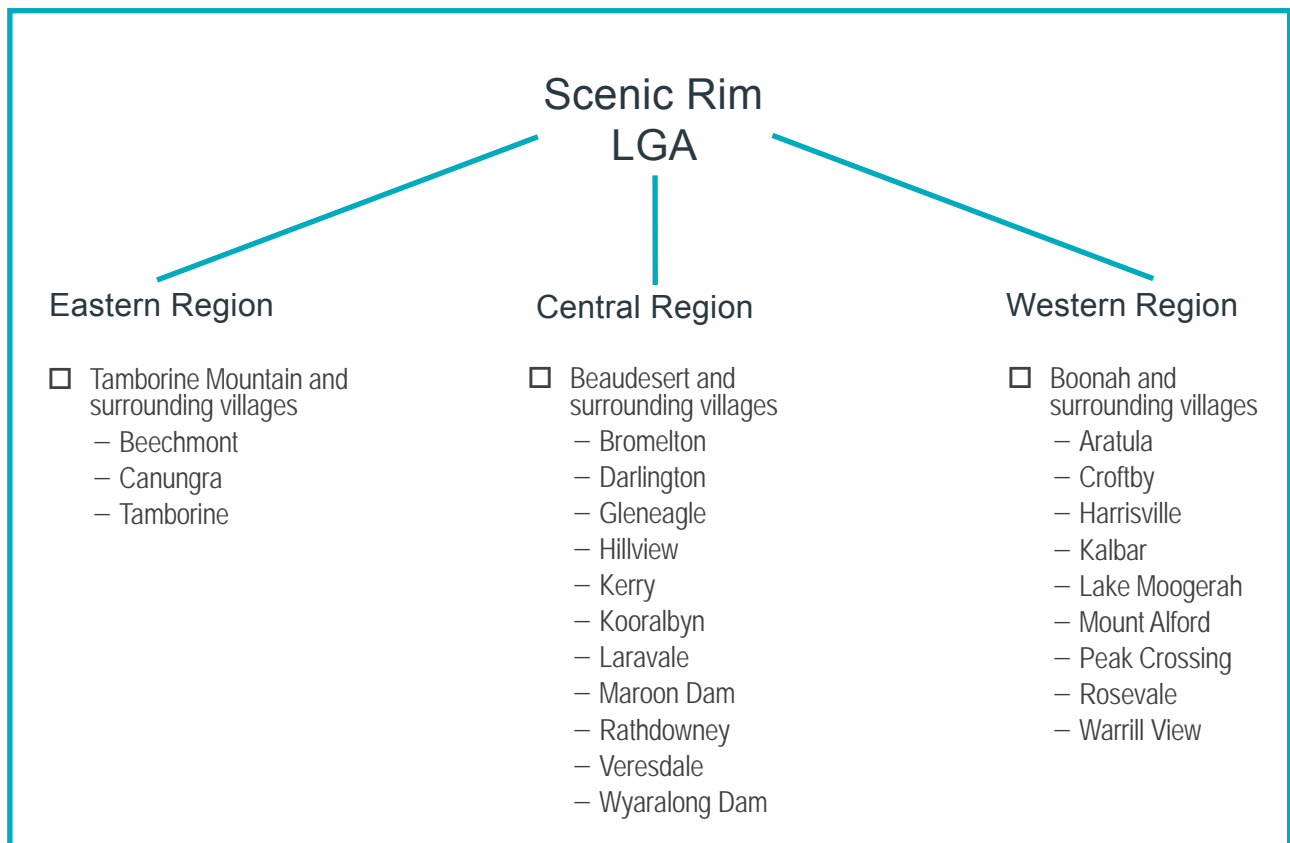 Scenic Rim
LGA
Eastern Region
Tamborine Mountain and
surrounding villages
– Beechmont
– Canungra
– Tamborine
Central Region
Beaudesert and
surrounding villages
– Bromelton
– Darlington
– Gleneagle
– Hillview
– Kerry
– Kooralbyn
– Laravale
– Maroon Dam
– Rathdowney
– Veresdale
– Wyaralong Dam
Western Region
Boonah and
surrounding villages
– Aratula
– Croftby
– Harrisville
– Kalbar
– Lake Moogerah
– Mount Alford
– Peak Crossing
– Rosevale
– Warrill View